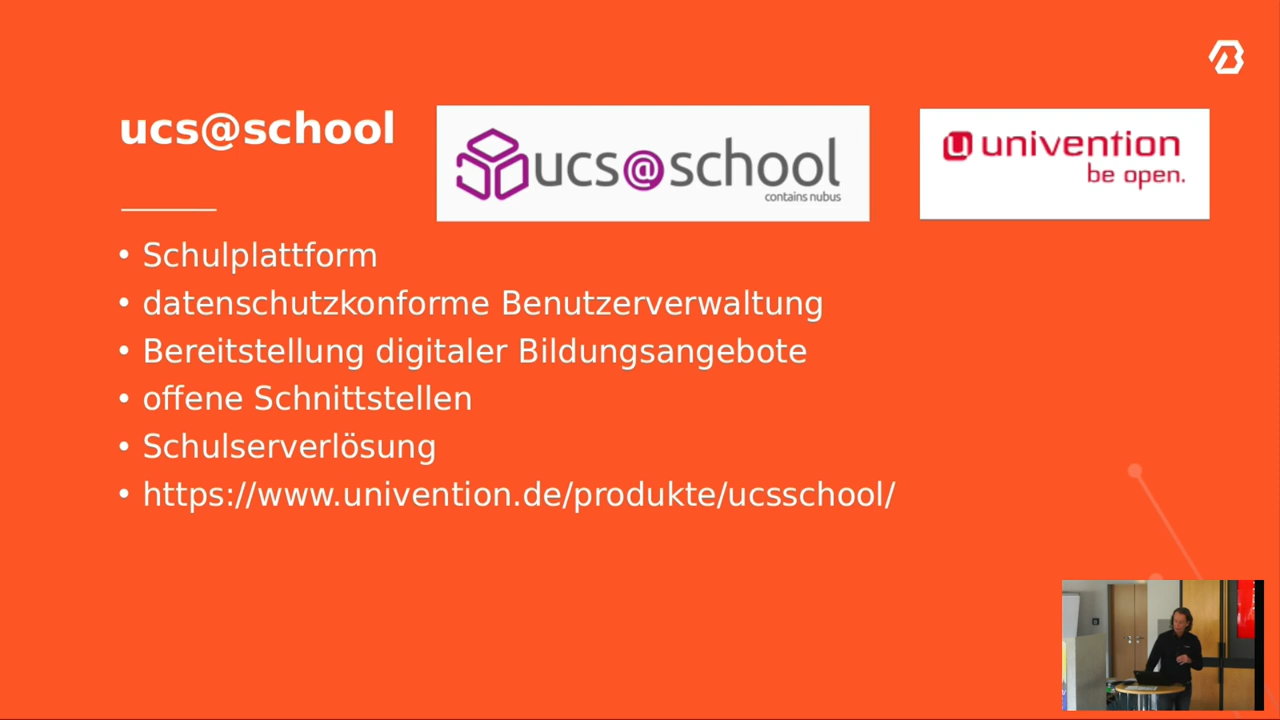 ucs@school
ucs@school
contains nubus
univention
be open.
• Schulplattform
• datenschutzkonforme Benutzerverwaltung
• Bereitstellung digitaler Bildungsangebote
• offene Schnittstellen
• Schulserverlösung
• https://www.univention.de/produkte/ucsschool/